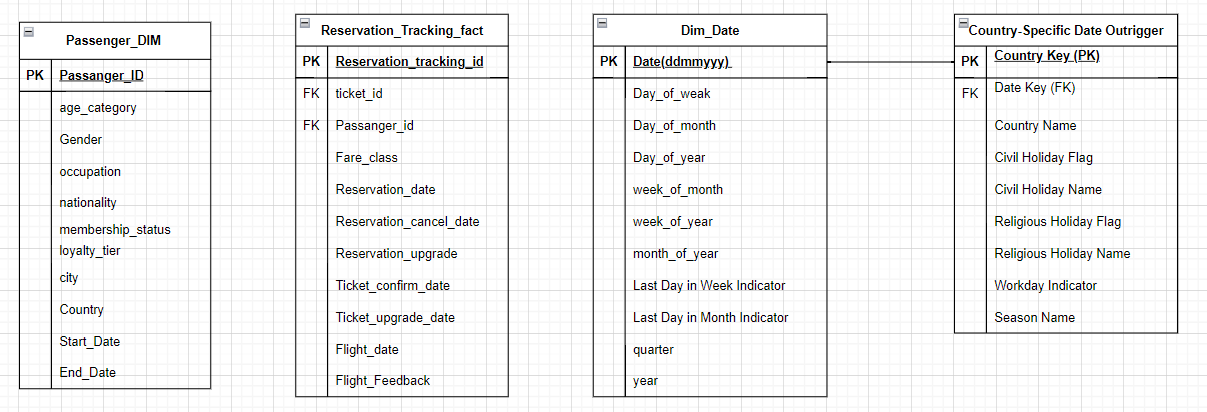 Passenger_DIM
PK Passanger_ID
age_category
Gender
occupation
nationality
membership_status
loyalty_tier
city
Country
Start_Date
End_Date
Reservation_Tracking_fact
PK Reservation_tracking_id
FK ticket_id
FK Passanger_id
Fare_class
Reservation_date
Reservation_cancel_date
Reservation_upgrade
Ticket_confirm_date
Ticket_upgrade_date
Flight_date
Flight_Feedback
Dim_Date
PK Date(ddmmyyy)
Day_of_weak
Day_of_month
Day_of_year
week_of_month
week_of_year
month_of_year
Last Day in Week Indicator
Last Day in Month Indicator
quarter
year
Country-Specific Date Outrigger
PK Country Key (PK)
FK Date Key (FK)
Country Name
Civil Holiday Flag
Civil Holiday Name
Religious Holiday Flag
Religious Holiday Name
Workday Indicator
Season Name